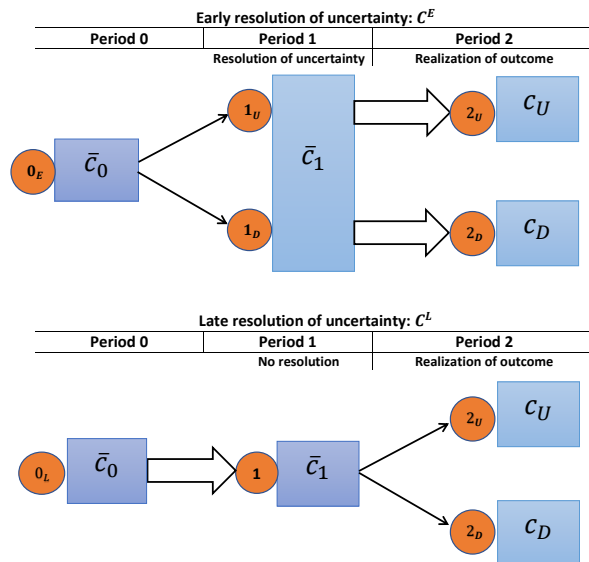 Early resolution of uncertainty: C^E
Period 0 Period 1 Period 2
Resolution of uncertainty Realization of outcome
1_U 2_U c_U
0_E c̄_0 c̄_1
1_D 2_D c_D
Late resolution of uncertainty: C^L
Period 0 Period 1 Period 2
No resolution Realization of outcome
2_U c_U
0_L c̄_0 1 c̄_1
2_D c_D